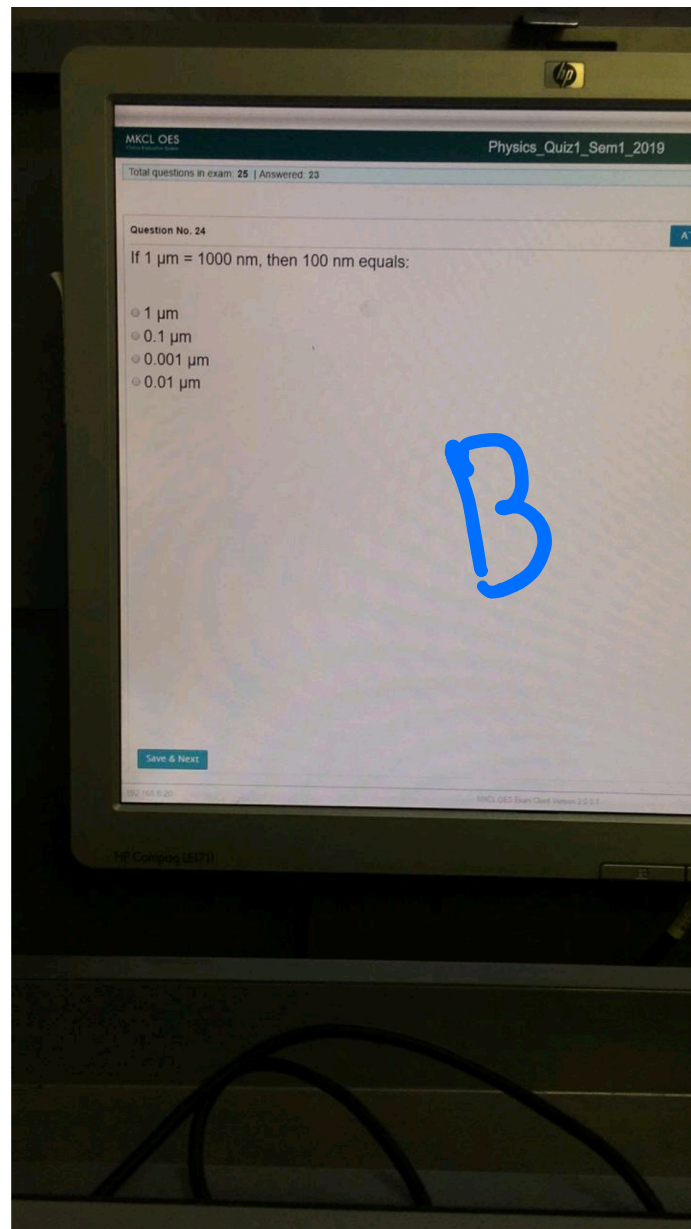 hp
MKCL OES
Physics_Quiz1_Sem1_2019
Total questions in exam: 25 | Answered: 23
Question No. 24
If 1 μm = 1000 nm, then 100 nm equals:
1 μm
0.1 μm
0.001 μm
0.01 μm
B
Save & Next
HP Compaq LE1711